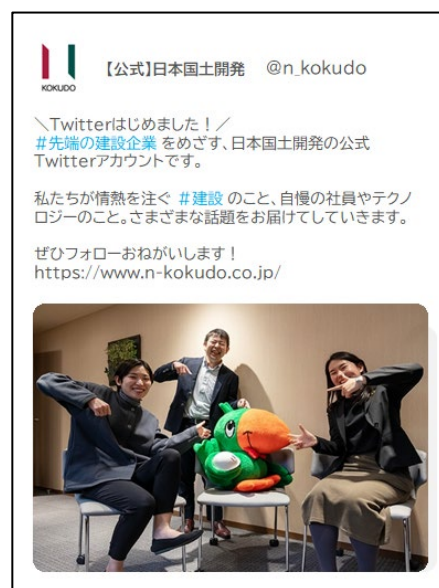 KOKUDO
【公式】日本国土開発 @n_kokudo
＼Twitterはじめました！／
#先端の建設企業 をめざす、日本国土開発の公式
Twitterアカウントです。
私たちが情熱を注ぐ #建設 のこと、自慢の社員やテクノ
ロジーのこと。さまざまな話題をお届けてしていきます。
ぜひフォローおねがいします！
https://www.n-kokudo.co.jp/